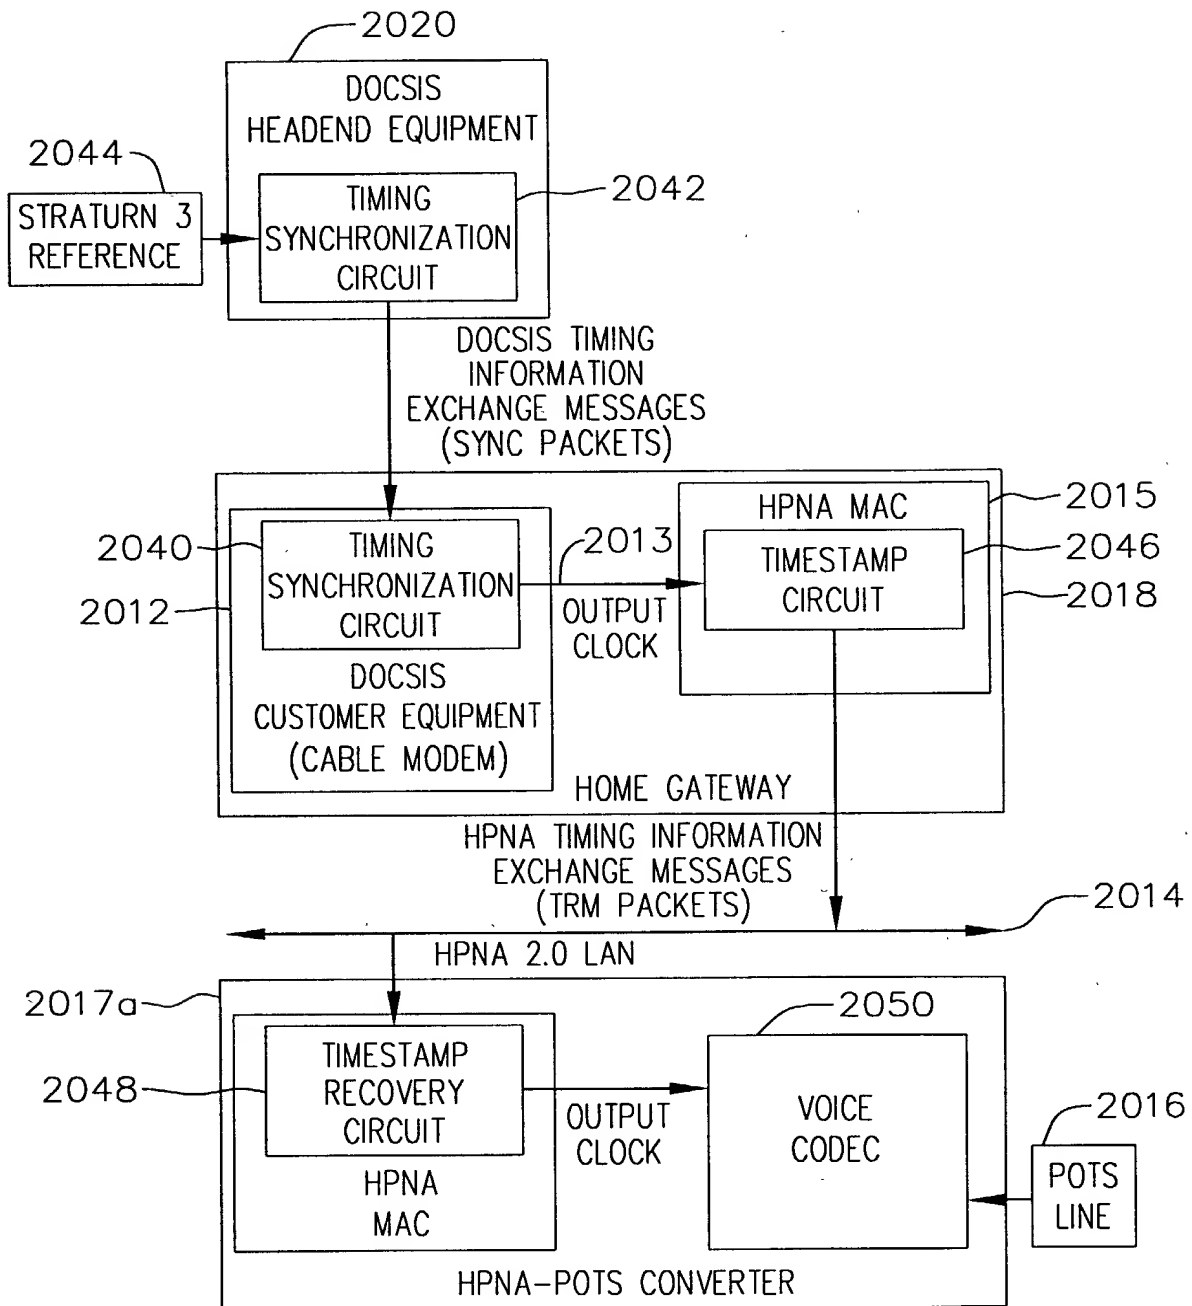 2020
DOCSIS
HEADEND EQUIPMENT
2044
STRATURN 3
REFERENCE
TIMING
SYNCHRONIZATION
CIRCUIT
2042
DOCSIS TIMING
INFORMATION
EXCHANGE MESSAGES
(SYNC PACKETS)
2040
2012
TIMING
SYNCHRONIZATION
CIRCUIT
DOCSIS
CUSTOMER EQUIPMENT
(CABLE MODEM)
2013
OUTPUT
CLOCK
HPNA MAC
TIMESTAMP
CIRCUIT
2015
2046
2018
HOME GATEWAY
HPNA TIMING INFORMATION
EXCHANGE MESSAGES
(TRM PACKETS)
2014
HPNA 2.0 LAN
2017a
2048
TIMESTAMP
RECOVERY
CIRCUIT
HPNA
MAC
OUTPUT
CLOCK
2050
VOICE
CODEC
2016
POTS
LINE
HPNA-POTS CONVERTER